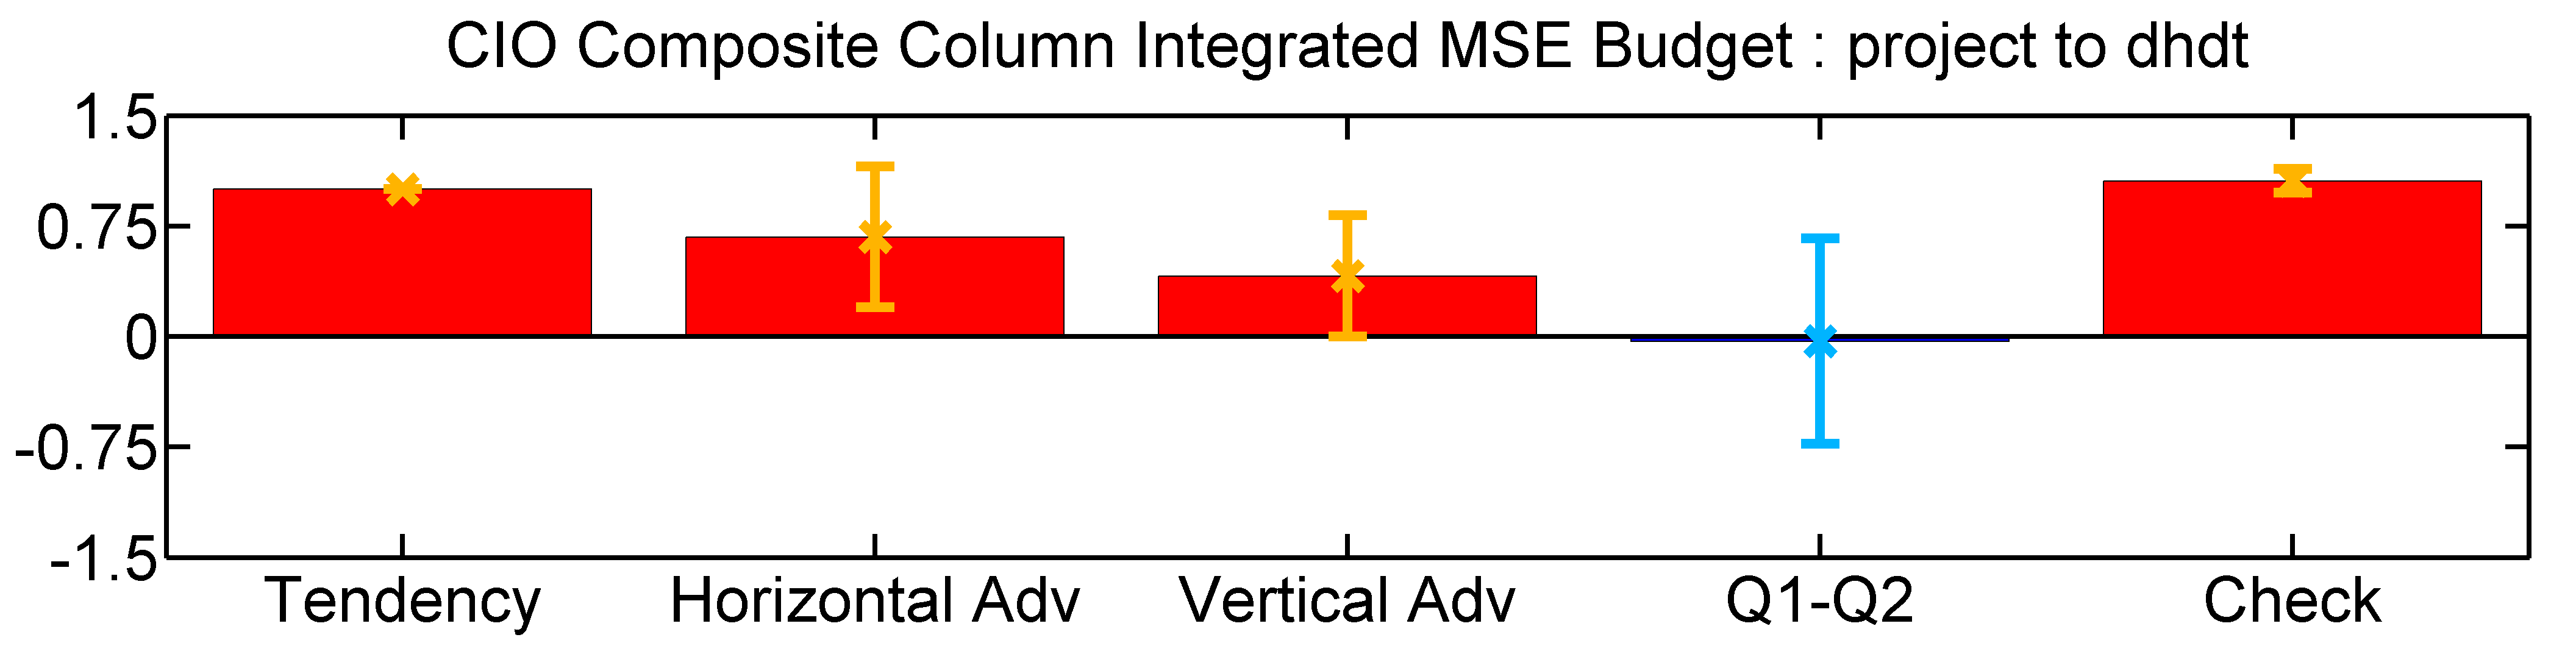 CIO Composite Column Integrated MSE Budget : project to dhdt
1.5
0.75
0
-0.75
-1.5
Tendency Horizontal Adv Vertical Adv Q1-Q2 Check